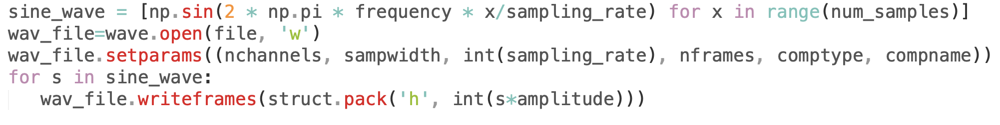 sine_wave = [np.sin(2 * np.pi * frequency * x/sampling_rate) for x in range(num_samples)]
wav_file=wave.open(file, 'w')
wav_file.setparams((nchannels, sampwidth, int(sampling_rate), nframes, comptype, compname))
for s in sine_wave:
   wav_file.writeframes(struct.pack('h', int(s*amplitude)))